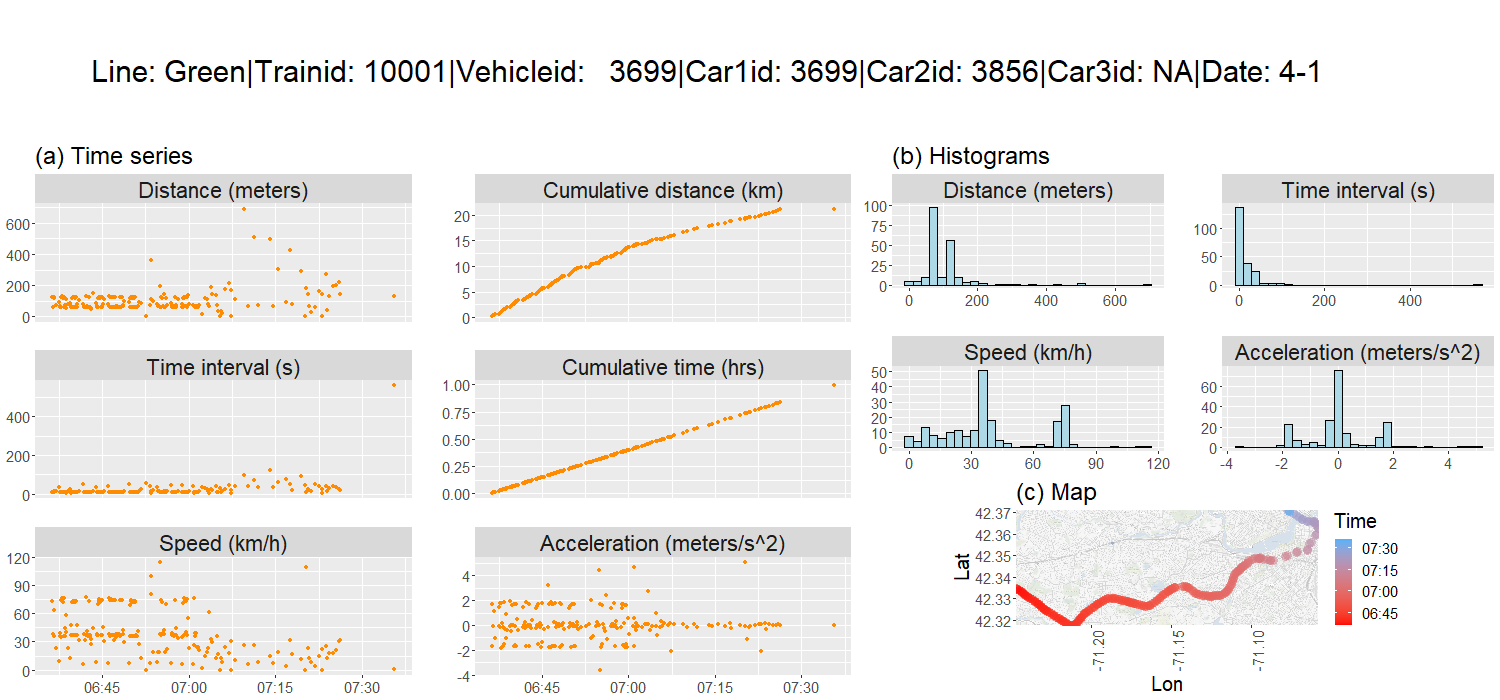 Line: Green|Trainid: 10001|Vehicleid:   3699|Car1id: 3699|Car2id: 3856|Car3id: NA|Date: 4-1
(a) Time series
Distance (meters)
600
400
200
0
Cumulative distance (km)
20
15
10
5
0
Time interval (s)
400
200
0
Cumulative time (hrs)
1.00
0.75
0.50
0.25
0.00
Speed (km/h)
120
90
60
30
0
06:45 07:00 07:15 07:30
Acceleration (meters/s^2)
4
2
0
-2
-4
06:45 07:00 07:15 07:30
(b) Histograms
Distance (meters)
100
75
50
25
0
0 200 400 600
Time interval (s)
100
50
0
0 200 400
Speed (km/h)
50
40
30
20
10
0
0 30 60 90 120
Acceleration (meters/s^2)
60
40
20
0
-4 -2 0 2 4
(c) Map
Lat
42.37
42.36
42.35
42.34
42.33
42.32
-71.20 -71.15 -71.10
Lon
Time
07:30
07:15
07:00
06:45